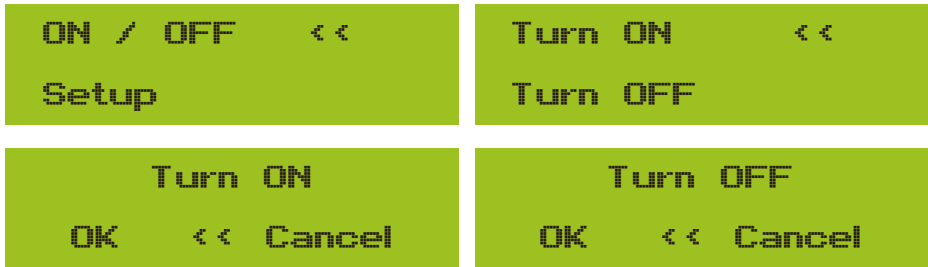 ON / OFF <<
Setup
Turn ON <<
Turn OFF
Turn ON
OK << Cancel
Turn OFF
OK << Cancel